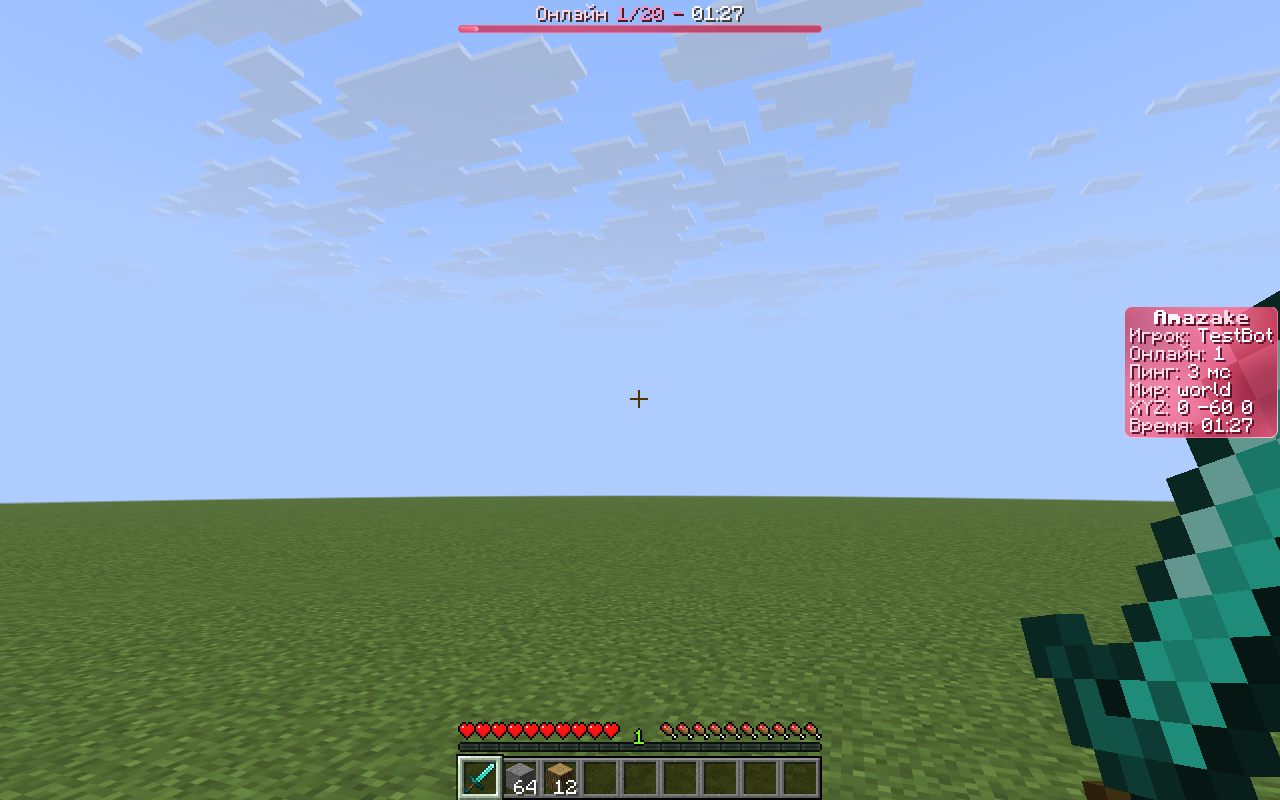 Онлайн 1/20 - 01:27
Amazake
Игрок: TestBot
Онлайн: 1
Пинг: 3 мс
Мир: world
XYZ: 0 -60 0
Время: 01:27
1
64
12